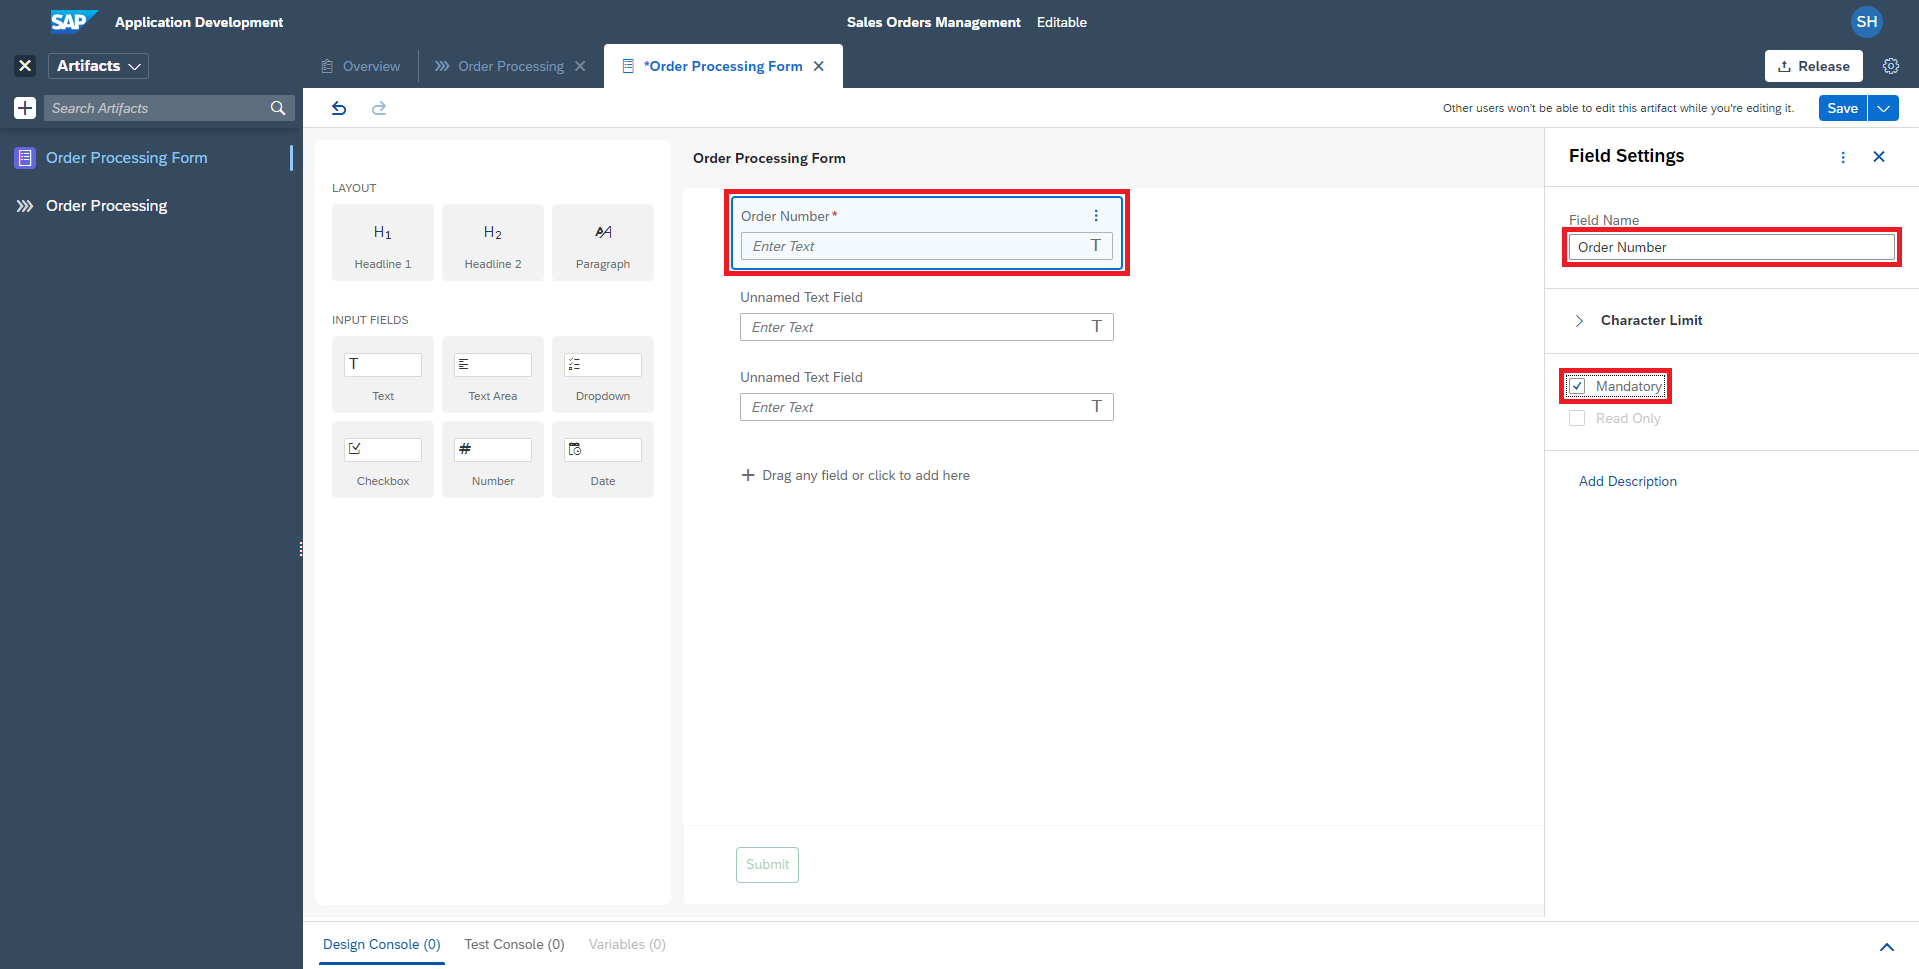 SAP Application Development
Sales Orders Management Editable
SH
Artifacts
Overview
Order Processing
*Order Processing Form
Release
Search Artifacts
Other users won't be able to edit this artifact while you're editing it.
Save
Order Processing Form
Order Processing
LAYOUT
H1
Headline 1
H2
Headline 2
AA
Paragraph
INPUT FIELDS
T
Text
Text Area
Dropdown
Checkbox
#
Number
Date
Order Processing Form
Order Number*
Enter Text T
Unnamed Text Field
Enter Text T
Unnamed Text Field
Enter Text T
Drag any field or click to add here
Submit
Field Settings
Field Name
Order Number
Character Limit
Mandatory
Read Only
Add Description
Design Console (0) Test Console (0) Variables (0)